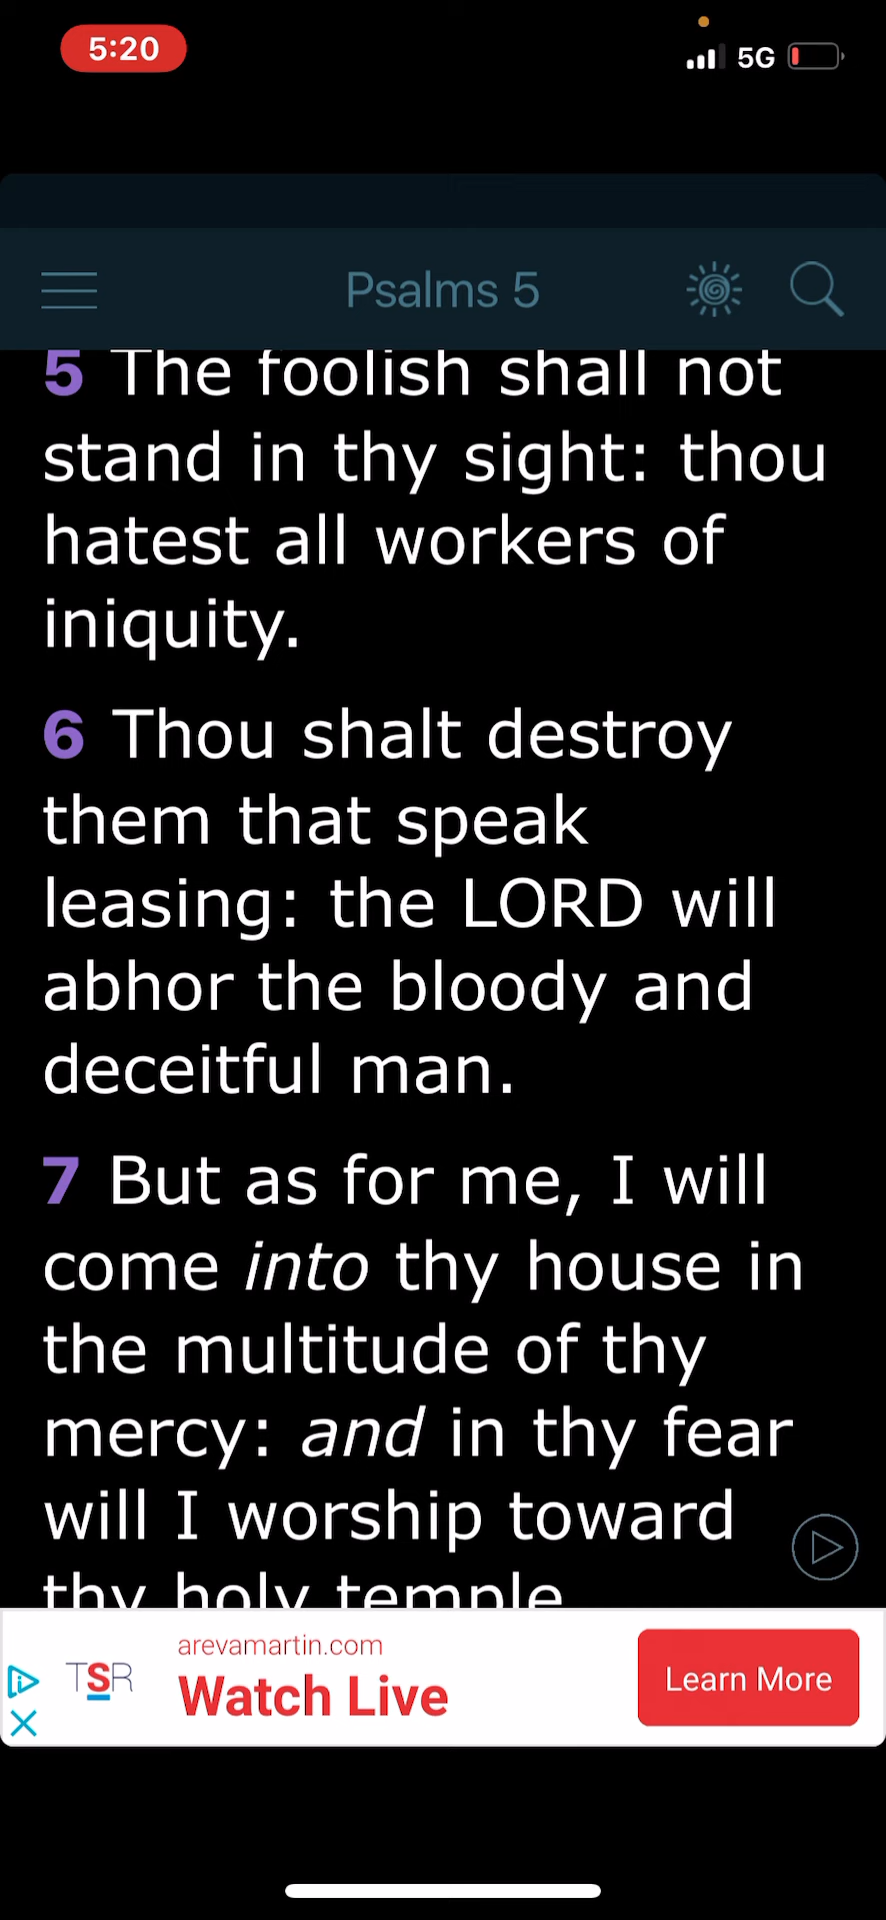 5:20
5G
Psalms 5
5 The foolish shall not
stand in thy sight: thou
hatest all workers of
iniquity.
6 Thou shalt destroy
them that speak
leasing: the LORD will
abhor the bloody and
deceitful man.
7 But as for me, I will
come into thy house in
the multitude of thy
mercy: and in thy fear
will I worship toward
thy holy temple
TSR
arevamartin.com
Watch Live
Learn More